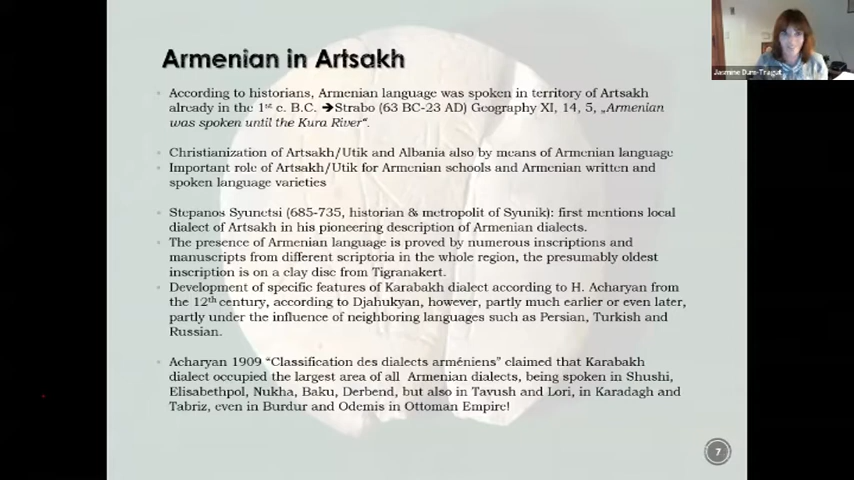 Armenian in Artsakh
According to historians, Armenian language was spoken in territory of Artsakh
already in the 1st c. B.C. ➔Strabo (63 BC-23 AD) Geography XI, 14, 5, „Armenian
was spoken until the Kura River“.
Christianization of Artsakh/Utik and Albania also by means of Armenian language
Important role of Artsakh/Utik for Armenian schools and Armenian written and
spoken language varieties
Stepanos Syunetsi (685-735, historian & metropolit of Syunik): first mentions local
dialect of Artsakh in his pioneering description of Armenian dialects.
The presence of Armenian language is proved by numerous inscriptions and
manuscripts from different scriptoria in the whole region, the presumably oldest
inscription is on a clay disc from Tigranakert.
Development of specific features of Karabakh dialect according to H. Acharyan from
the 12th century, according to Djahukyan, however, partly much earlier or even later,
partly under the influence of neighboring languages such as Persian, Turkish and
Russian.
Acharyan 1909 “Classification des dialects arméniens” claimed that Karabakh
dialect occupied the largest area of all Armenian dialects, being spoken in Shushi,
Elisabethpol, Nukha, Baku, Derbend, but also in Tavush and Lori, in Karadagh and
Tabriz, even in Burdur and Odemis in Ottoman Empire!
7
Jasmine Dum-Tragut